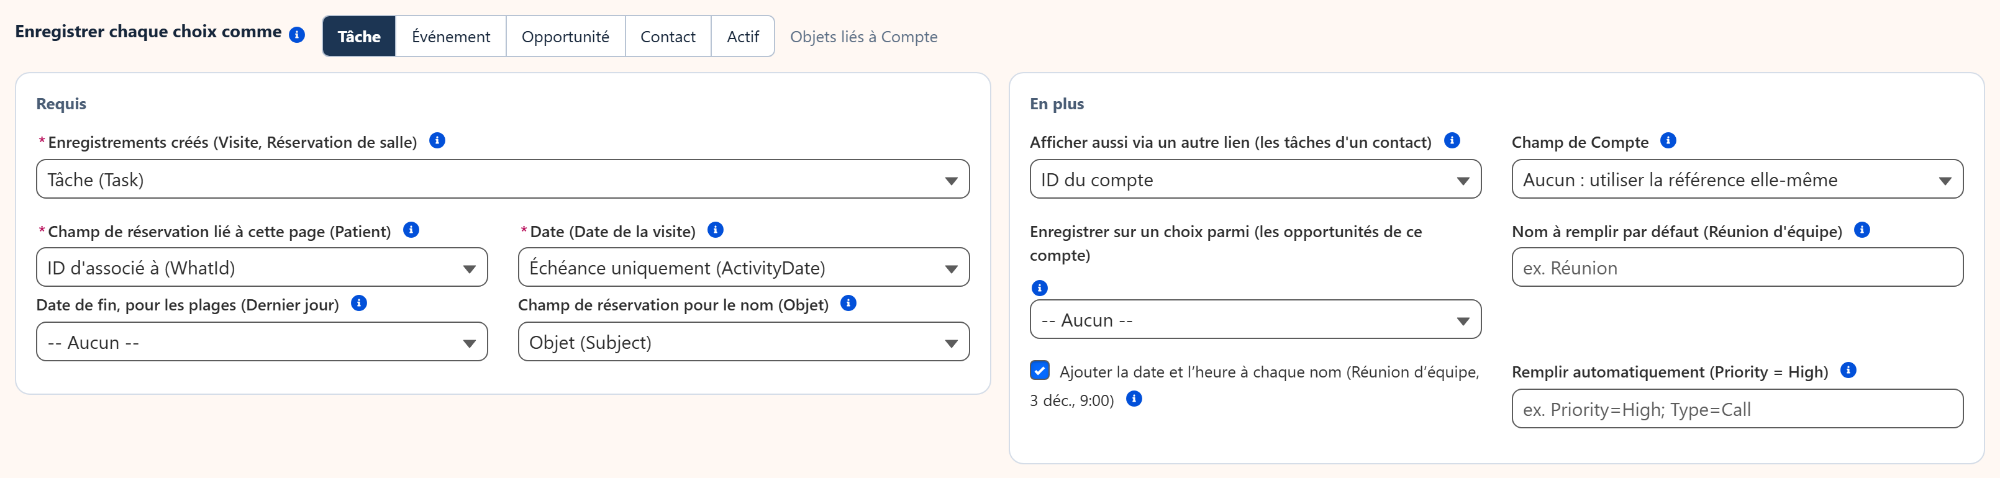 Enregistrer chaque choix comme
Tâche
Événement
Opportunité
Contact
Actif
Objets liés à Compte
Requis
* Enregistrements créés (Visite, Réservation de salle)
Tâche (Task)
* Champ de réservation lié à cette page (Patient)
ID d'associé à (WhatId)
* Date (Date de la visite)
Échéance uniquement (ActivityDate)
Date de fin, pour les plages (Dernier jour)
-- Aucun --
Champ de réservation pour le nom (Objet)
Objet (Subject)
En plus
Afficher aussi via un autre lien (les tâches d'un contact)
ID du compte
Champ de Compte
Aucun : utiliser la référence elle-même
Enregistrer sur un choix parmi (les opportunités de ce
compte)
-- Aucun --
Nom à remplir par défaut (Réunion d'équipe)
ex. Réunion
Ajouter la date et l’heure à chaque nom (Réunion d’équipe,
3 déc., 9:00)
Remplir automatiquement (Priority = High)
ex. Priority=High; Type=Call